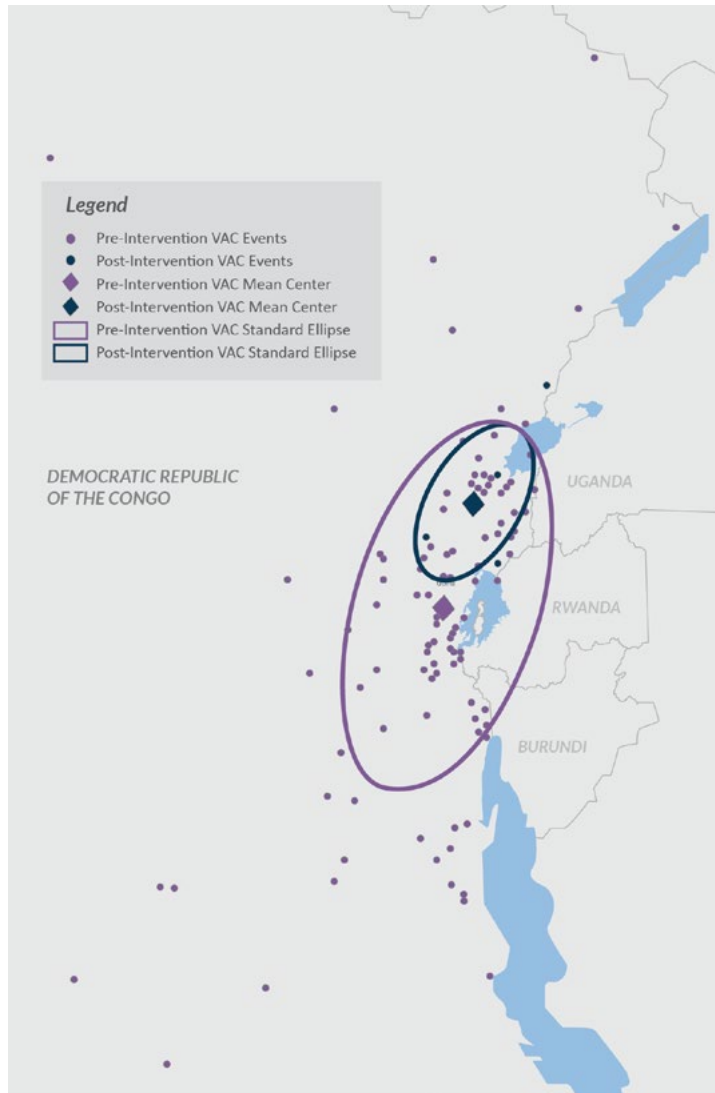 Legend
Pre-Intervention VAC Events
Post-Intervention VAC Events
Pre-Intervention VAC Mean Center
Post-Intervention VAC Mean Center
Pre-Intervention VAC Standard Ellipse
Post-Intervention VAC Standard Ellipse
DEMOCRATIC REPUBLIC
OF THE CONGO
UGANDA
RWANDA
BURUNDI